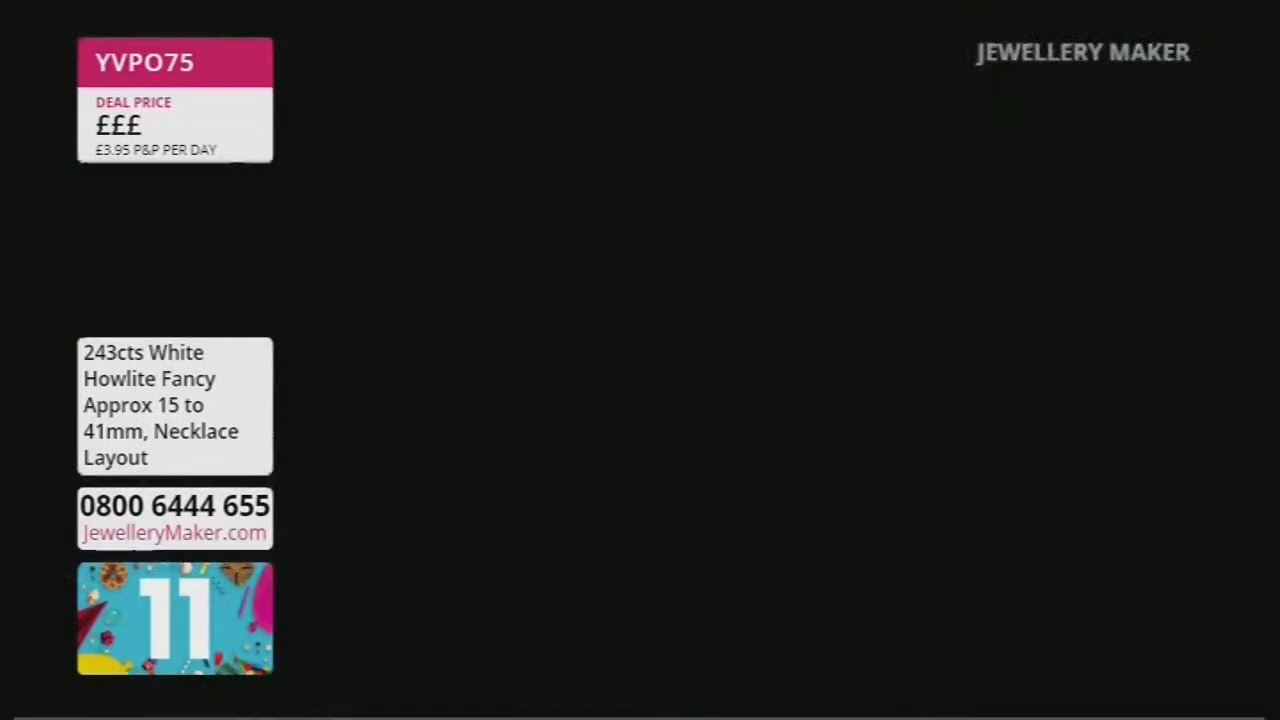 YVPO75
DEAL PRICE
£££
£3.95 P&P PER DAY
JEWELLERY MAKER
243cts White
Howlite Fancy
Approx 15 to
41mm, Necklace
Layout
0800 6444 655
JewelleryMaker.com
11